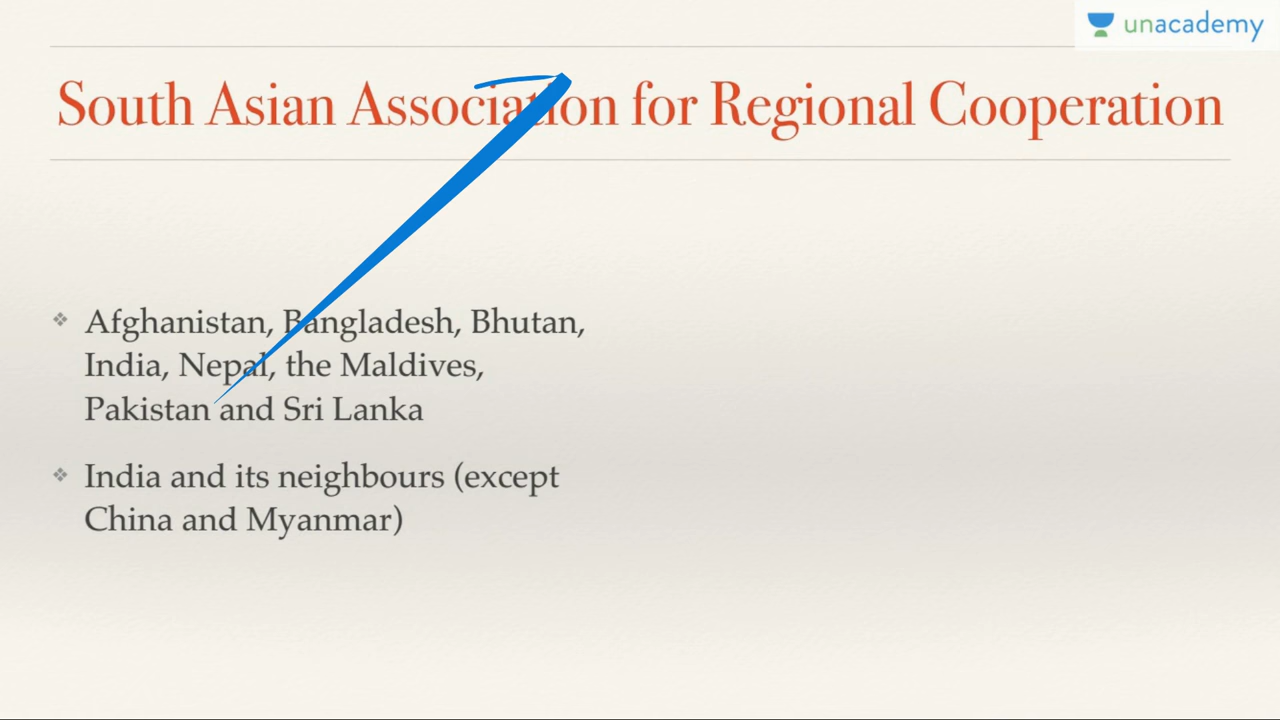 unacademy
South Asian Association for Regional Cooperation
Afghanistan, Bangladesh, Bhutan,
India, Nepal, the Maldives,
Pakistan and Sri Lanka
India and its neighbours (except
China and Myanmar)